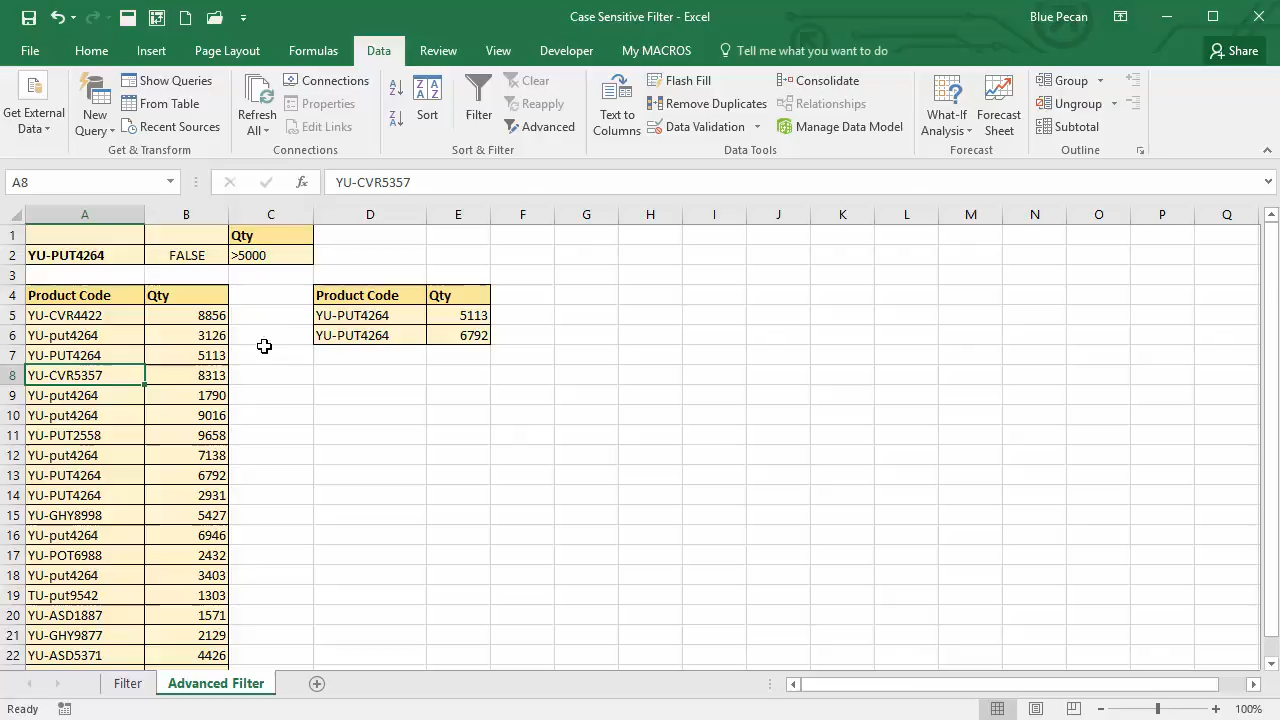 Case Sensitive Filter - Excel
Blue Pecan
File Home Insert Page Layout Formulas Data Review View Developer My MACROS Tell me what you want to do Share
Get External Data
New Query
Show Queries
From Table
Recent Sources
Get & Transform
Refresh All
Connections
Properties
Edit Links
Connections
Sort
Filter
Clear
Reapply
Advanced
Sort & Filter
Text to Columns
Flash Fill
Remove Duplicates
Data Validation
Consolidate
Relationships
Manage Data Model
Data Tools
What-If Analysis
Forecast Sheet
Forecast
Group
Ungroup
Subtotal
Outline
A8 fx YU-CVR5357
A B C D E F G H I J K L M N O P Q
1 Qty
2 YU-PUT4264 FALSE >5000
3
4 Product Code Qty Product Code Qty
5 YU-CVR4422 8856 YU-PUT4264 5113
6 YU-put4264 3126 YU-PUT4264 6792
7 YU-PUT4264 5113
8 YU-CVR5357 8313
9 YU-put4264 1790
10 YU-put4264 9016
11 YU-PUT2558 9658
12 YU-put4264 7138
13 YU-PUT4264 6792
14 YU-PUT4264 2931
15 YU-GHY8998 5427
16 YU-put4264 6946
17 YU-POT6988 2432
18 YU-put4264 3403
19 TU-put9542 1303
20 YU-ASD1887 1571
21 YU-GHY9877 2129
22 YU-ASD5371 4426
Filter Advanced Filter
Ready 100%